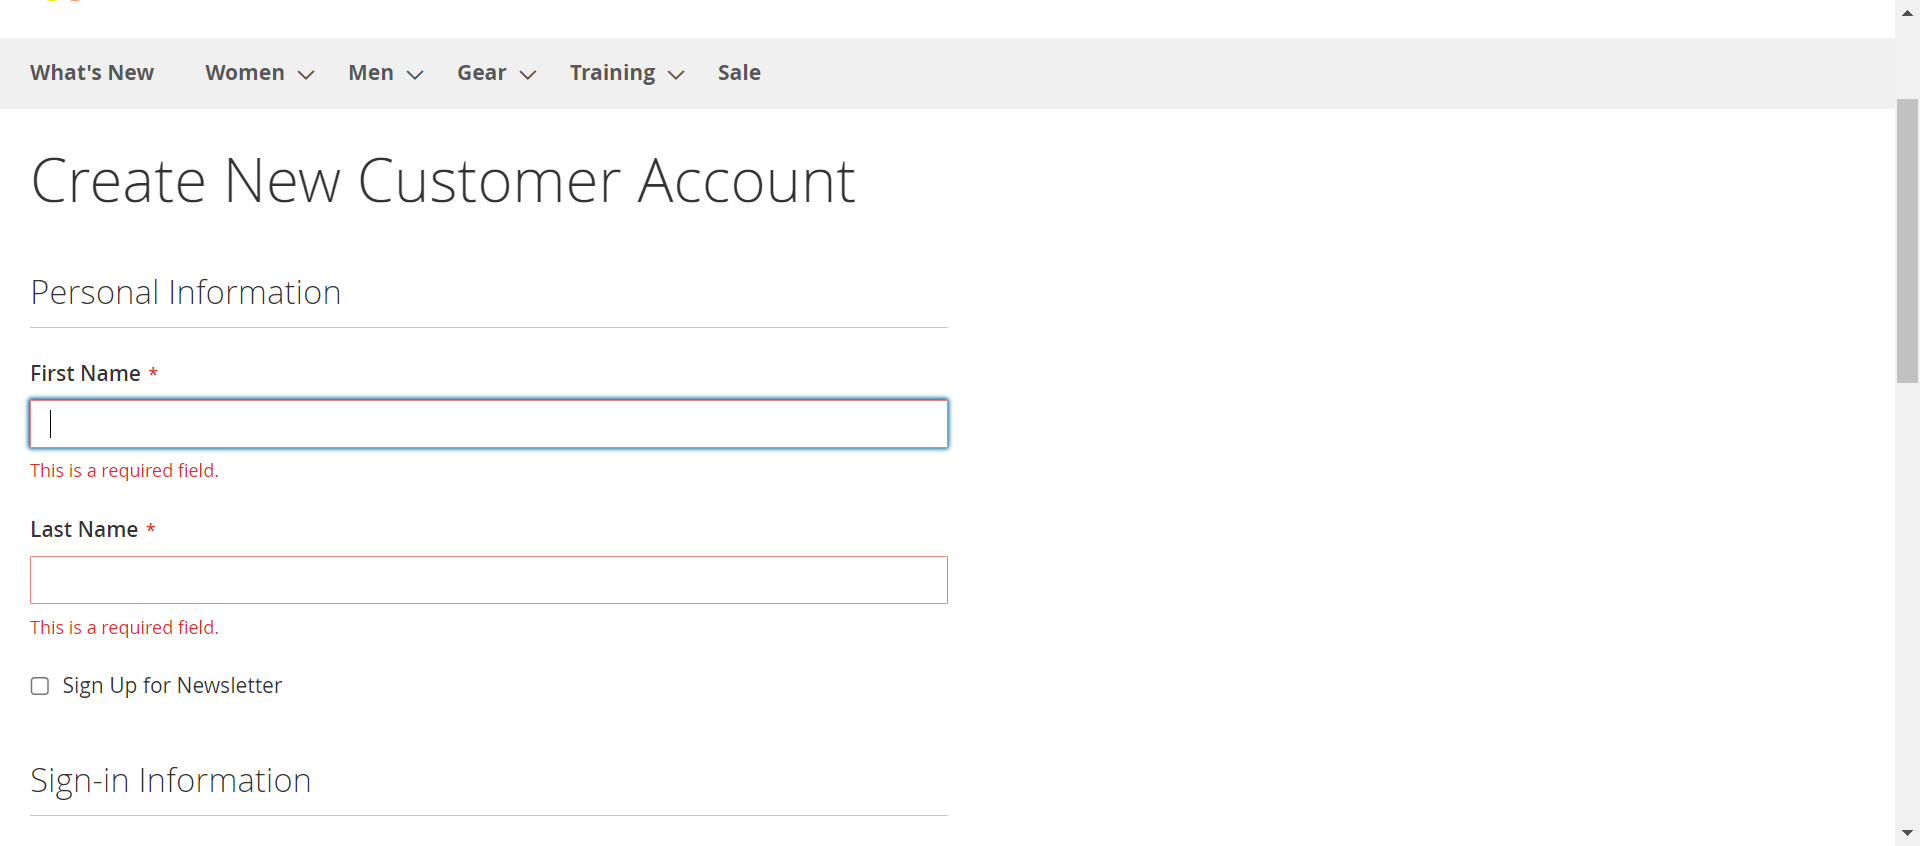 What's New Women Men Gear Training Sale
Create New Customer Account
Personal Information
First Name *
This is a required field.
Last Name *
This is a required field.
Sign Up for Newsletter
Sign-in Information